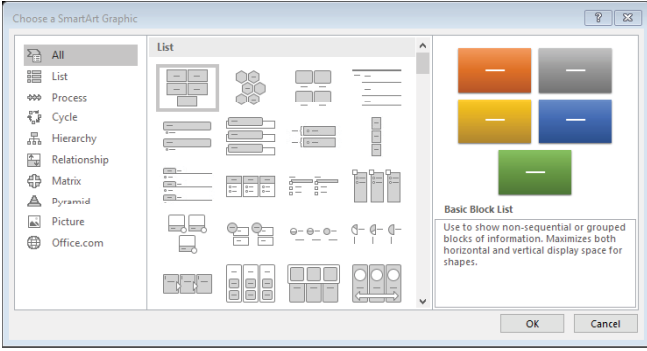 Choose a SmartArt Graphic
All
List
Process
Cycle
Hierarchy
Relationship
Matrix
Pyramid
Picture
Office.com
List
Basic Block List
Use to show non-sequential or grouped
blocks of information. Maximizes both
horizontal and vertical display space for
shapes.
OK
Cancel